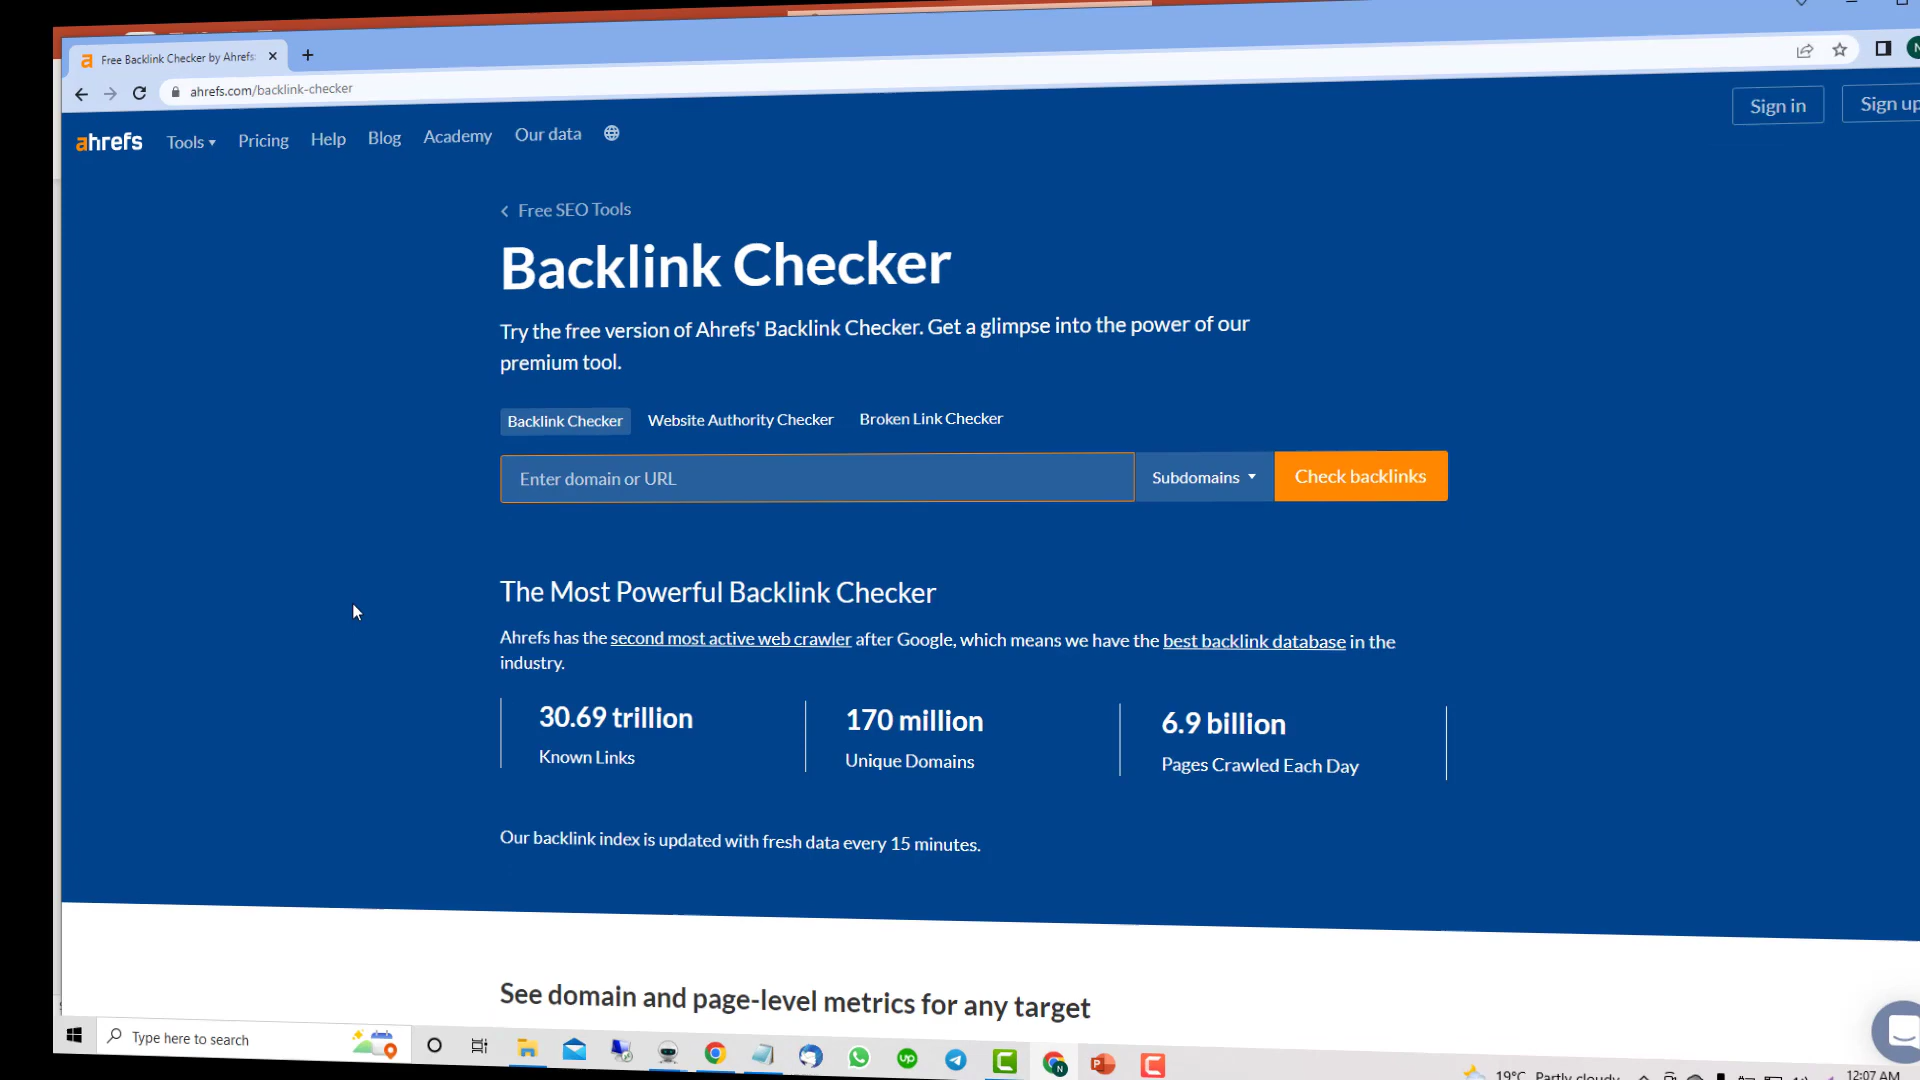 Free Backlink Checker by Ahrefs:
ahrefs.com/backlink-checker
Sign in
Sign up
ahrefs
Tools
Pricing
Help
Blog
Academy
Our data
Free SEO Tools
Backlink Checker
Try the free version of Ahrefs' Backlink Checker. Get a glimpse into the power of our
premium tool.
Backlink Checker
Website Authority Checker
Broken Link Checker
Enter domain or URL
Subdomains
Check backlinks
The Most Powerful Backlink Checker
Ahrefs has the second most active web crawler after Google, which means we have the best backlink database in the
industry.
30.69 trillion
Known Links
170 million
Unique Domains
6.9 billion
Pages Crawled Each Day
Our backlink index is updated with fresh data every 15 minutes.
See domain and page-level metrics for any target
Type here to search
up
N
19°C Partly cloudy
12:07 AM